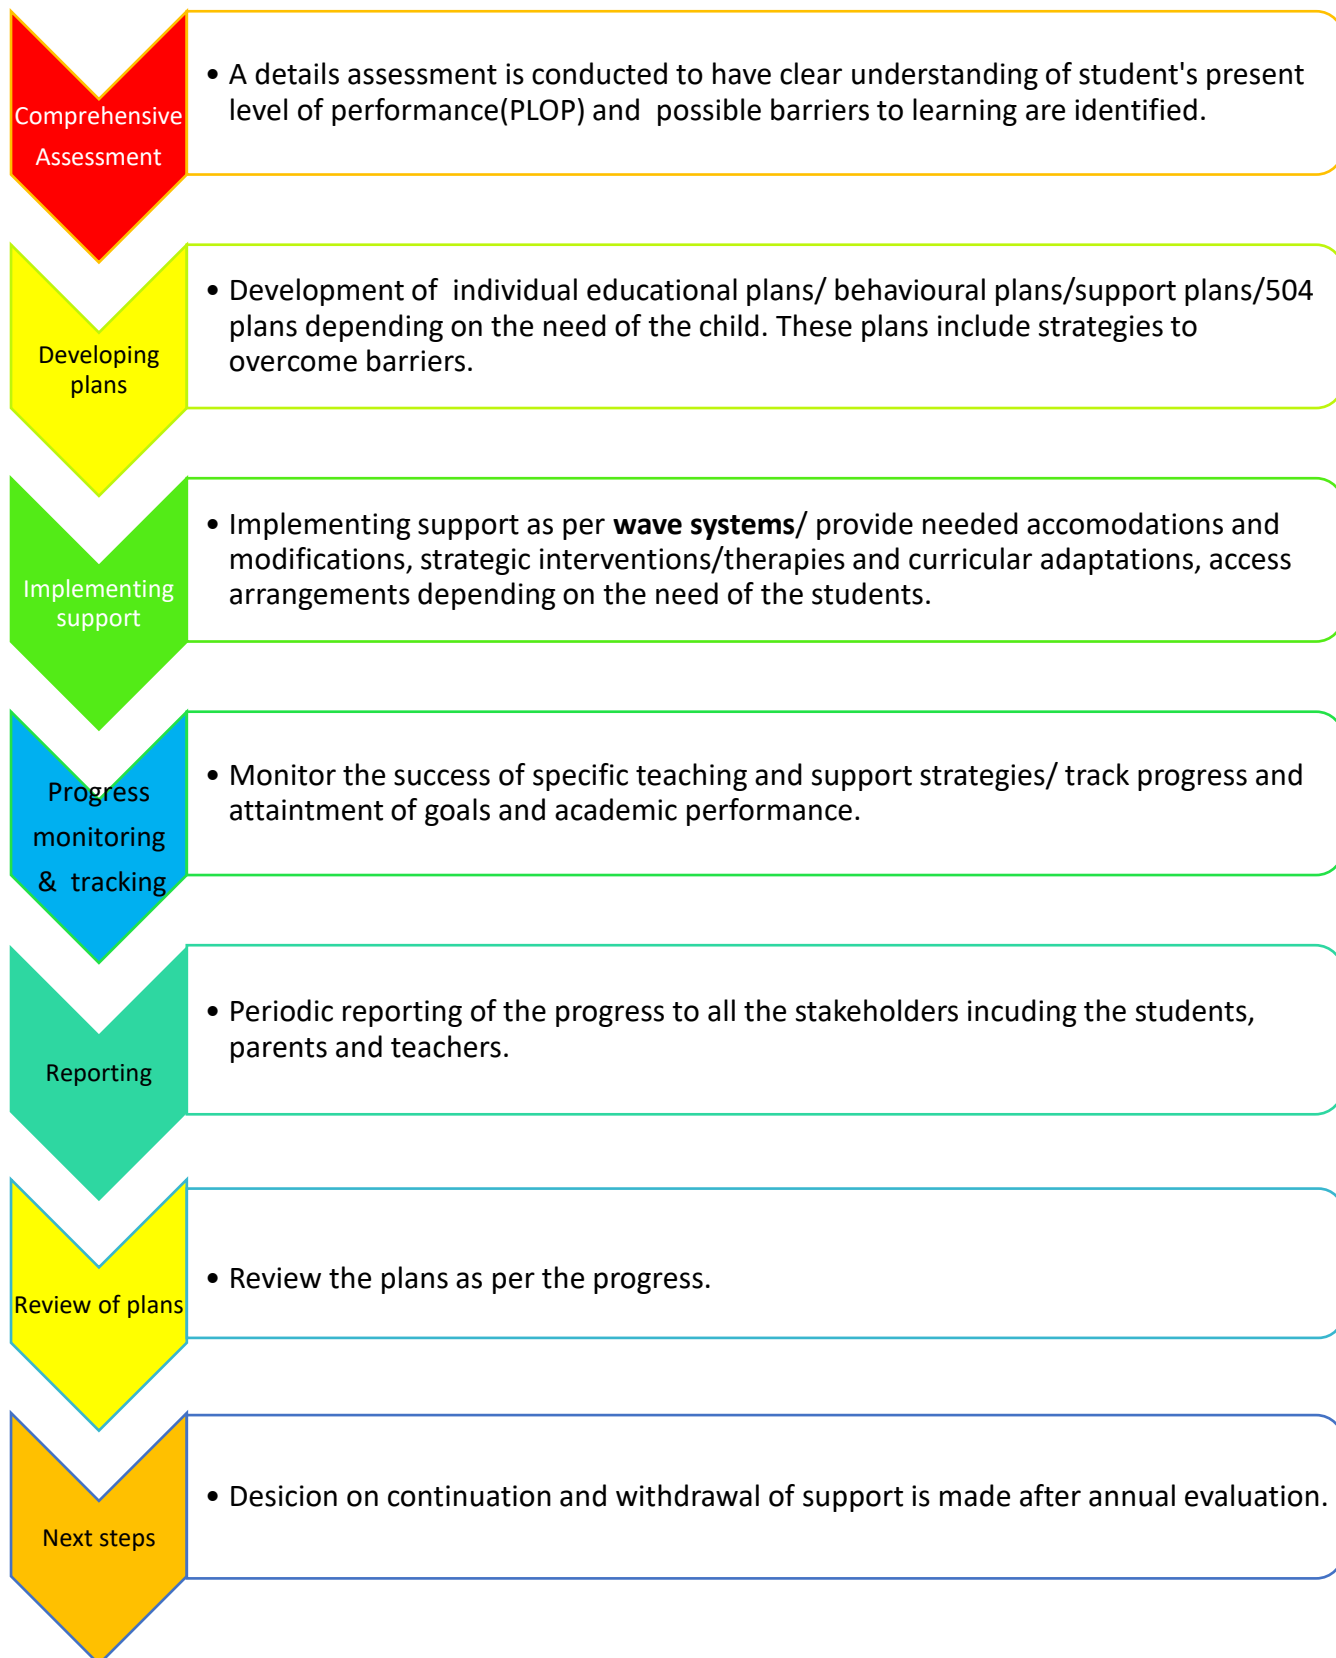 Comprehensive
Assessment
• A details assessment is conducted to have clear understanding of student's present
level of performance(PLOP) and  possible barriers to learning are identified.
Developing
plans
• Development of  individual educational plans/ behavioural plans/support plans/504
plans depending on the need of the child. These plans include strategies to
overcome barriers.
Implementing
support
• Implementing support as per wave systems/ provide needed accomodations and
modifications, strategic interventions/therapies and curricular adaptations, access
arrangements depending on the need of the students.
Progress
monitoring
&  tracking
• Monitor the success of specific teaching and support strategies/ track progress and
attaintment of goals and academic performance.
Reporting
• Periodic reporting of the progress to all the stakeholders incuding the students,
parents and teachers.
Review of plans
• Review the plans as per the progress.
Next steps
• Desicion on continuation and withdrawal of support is made after annual evaluation.